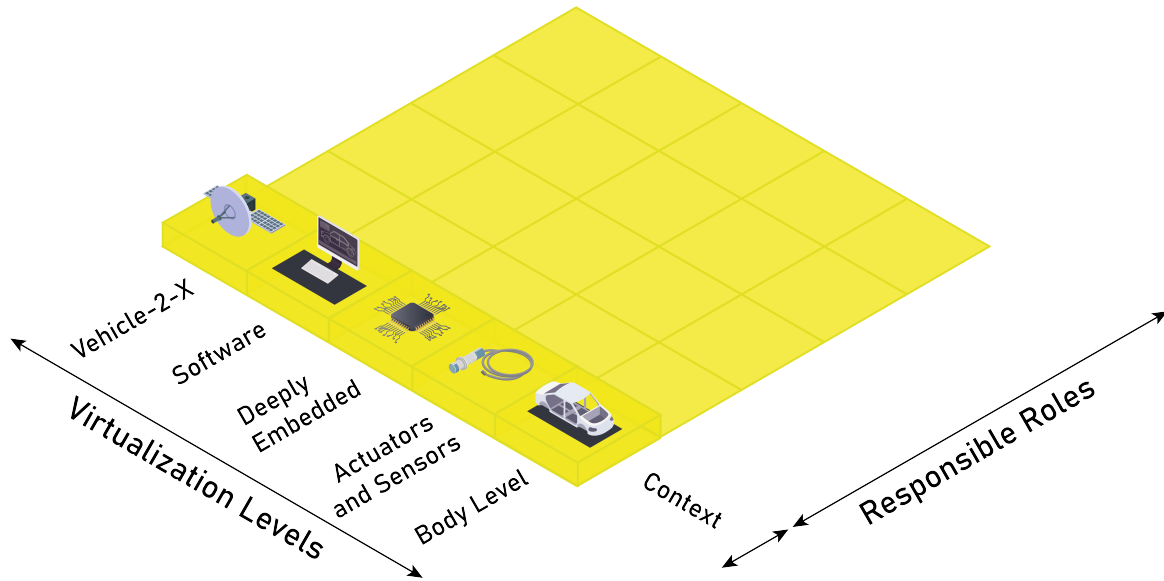 Vehicle-2-X
Software
Deeply
Embedded
Actuators
and Sensors
Body Level
Context
Virtualization Levels
Responsible Roles